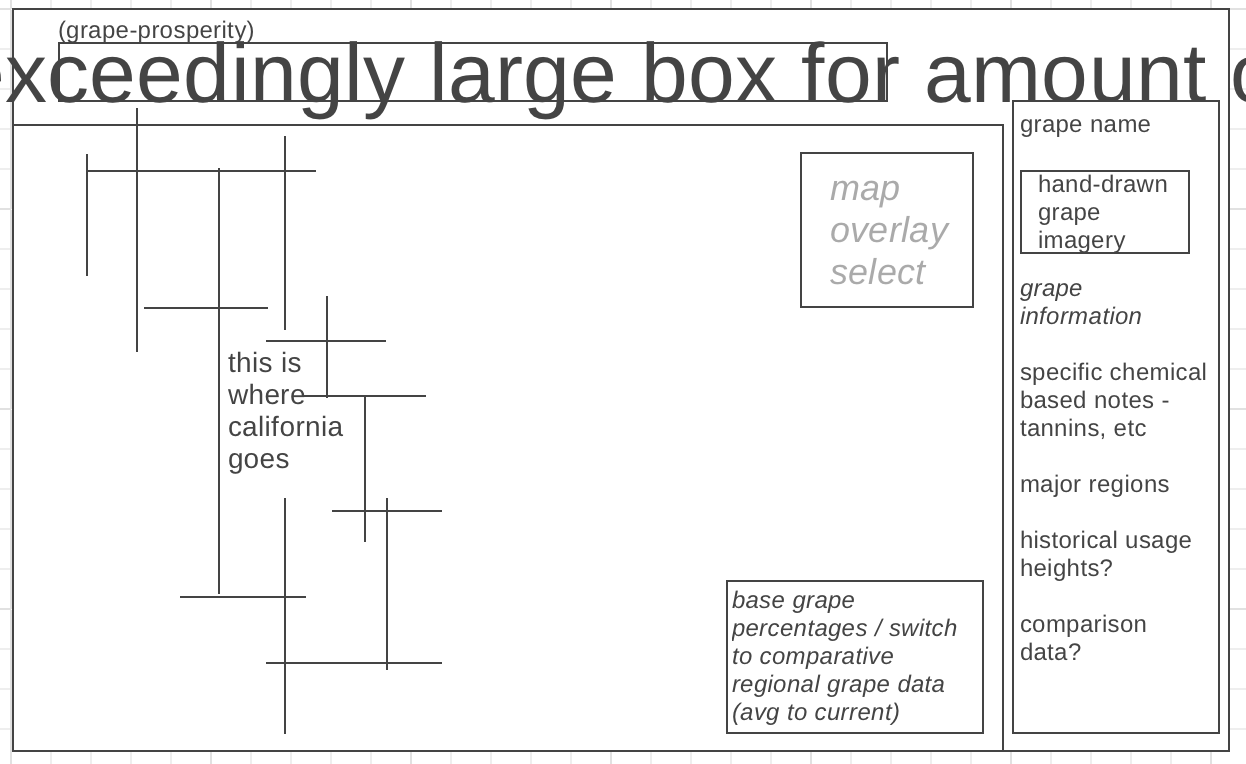 (grape-prosperity)
exceedingly large box for amount o
grape name
map
overlay
select
hand-drawn
grape
imagery
grape
information
this is
where
california
goes
specific chemical
based notes -
tannins, etc
major regions
historical usage
heights?
base grape
percentages / switch
to comparative
regional grape data
(avg to current)
comparison
data?